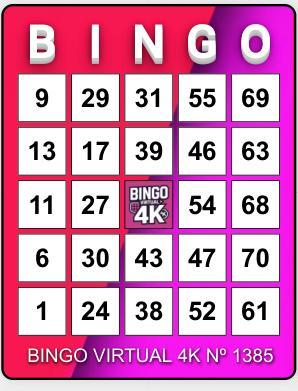 B I N G O
9 29 31 55 69
13 17 39 46 63
11 27 BINGO VIRTUAL 4K 54 68
6 30 43 47 70
1 24 38 52 61
BINGO VIRTUAL 4K Nº 1385